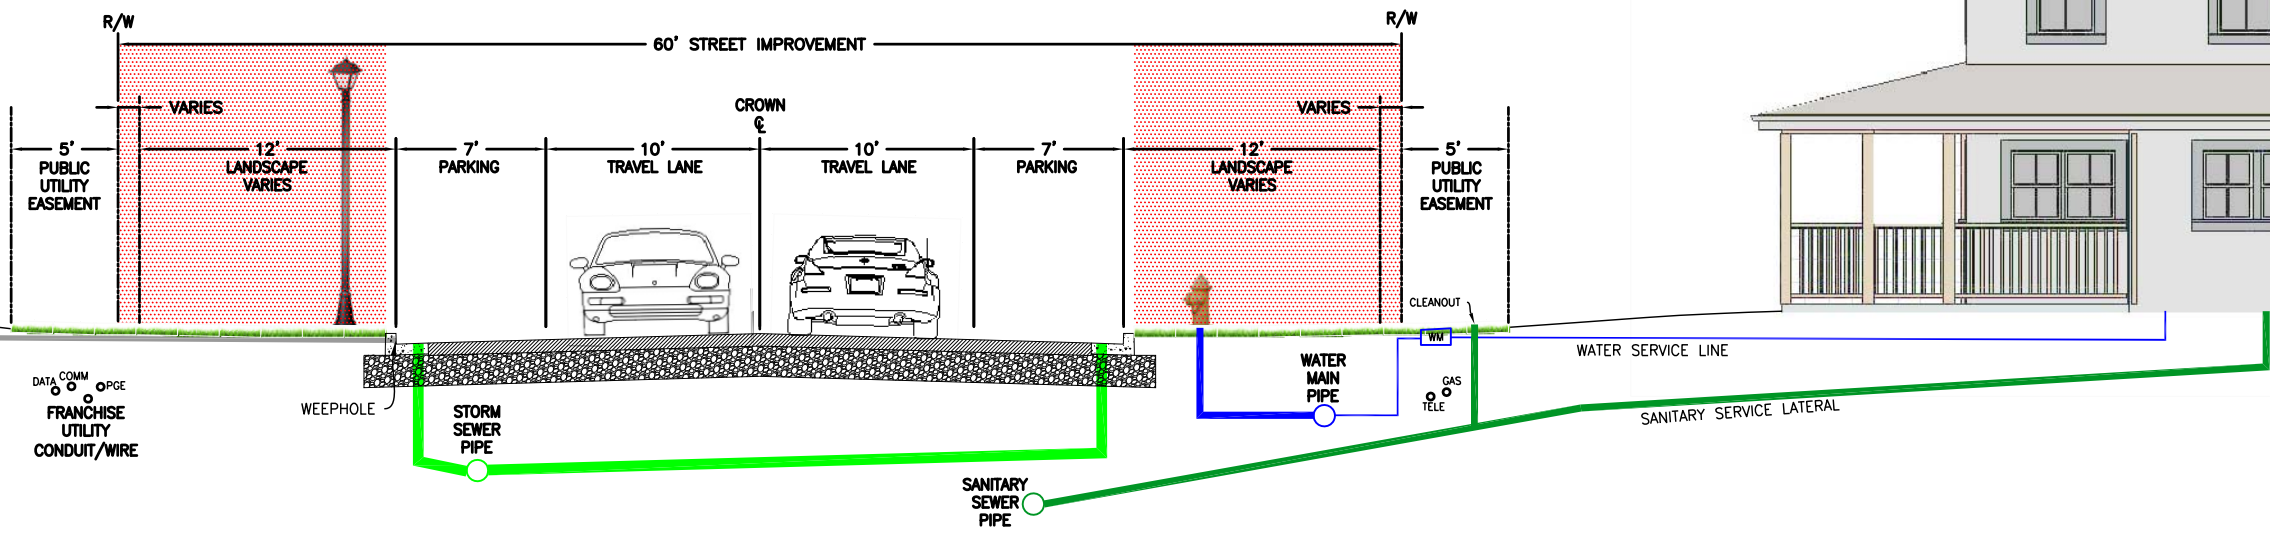 R/W
R/W
60' STREET IMPROVEMENT
VARIES
CROWN
℄
VARIES
5'
PUBLIC
UTILITY
EASEMENT
12'
LANDSCAPE
VARIES
7'
PARKING
10'
TRAVEL LANE
10'
TRAVEL LANE
7'
PARKING
12'
LANDSCAPE
VARIES
5'
PUBLIC
UTILITY
EASEMENT
CLEANOUT
WM
WATER SERVICE LINE
WATER
MAIN
PIPE
DATA
COMM
PGE
FRANCHISE
UTILITY
CONDUIT/WIRE
WEEPHOLE
STORM
SEWER
PIPE
GAS
TELE
SANITARY SERVICE LATERAL
SANITARY
SEWER
PIPE